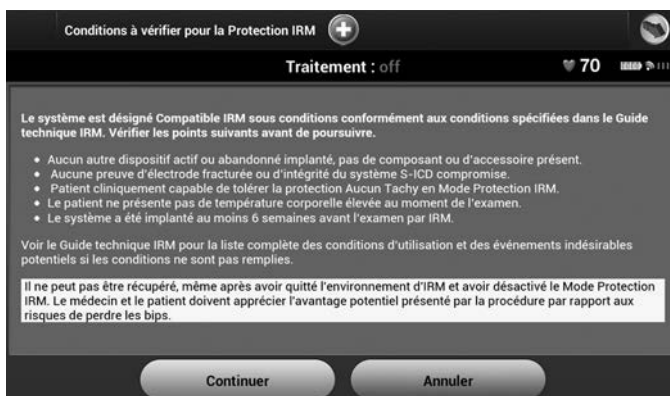 Conditions à vérifier pour la Protection IRM
Traitement : off 70
Le système est désigné Compatible IRM sous conditions conformément aux conditions spécifiées dans le Guide
technique IRM. Vérifier les points suivants avant de poursuivre.
• Aucun autre dispositif actif ou abandonné implanté, pas de composant ou d'accessoire présent.
• Aucune preuve d'électrode fracturée ou d'intégrité du système S-ICD compromise.
• Patient cliniquement capable de tolérer la protection Aucun Tachy en Mode Protection IRM.
• Le patient ne présente pas de température corporelle élevée au moment de l'examen.
• Le système a été implanté au moins 6 semaines avant l'examen par IRM.
Voir le Guide technique IRM pour la liste complète des conditions d'utilisation et des événements indésirables
potentiels si les conditions ne sont pas remplies.
Il ne peut pas être récupéré, même après avoir quitté l'environnement d'IRM et avoir désactivé le Mode Protection
IRM. Le médecin et le patient doivent apprécier l'avantage potentiel présenté par la procédure par rapport aux
risques de perdre les bips.
Continuer
Annuler